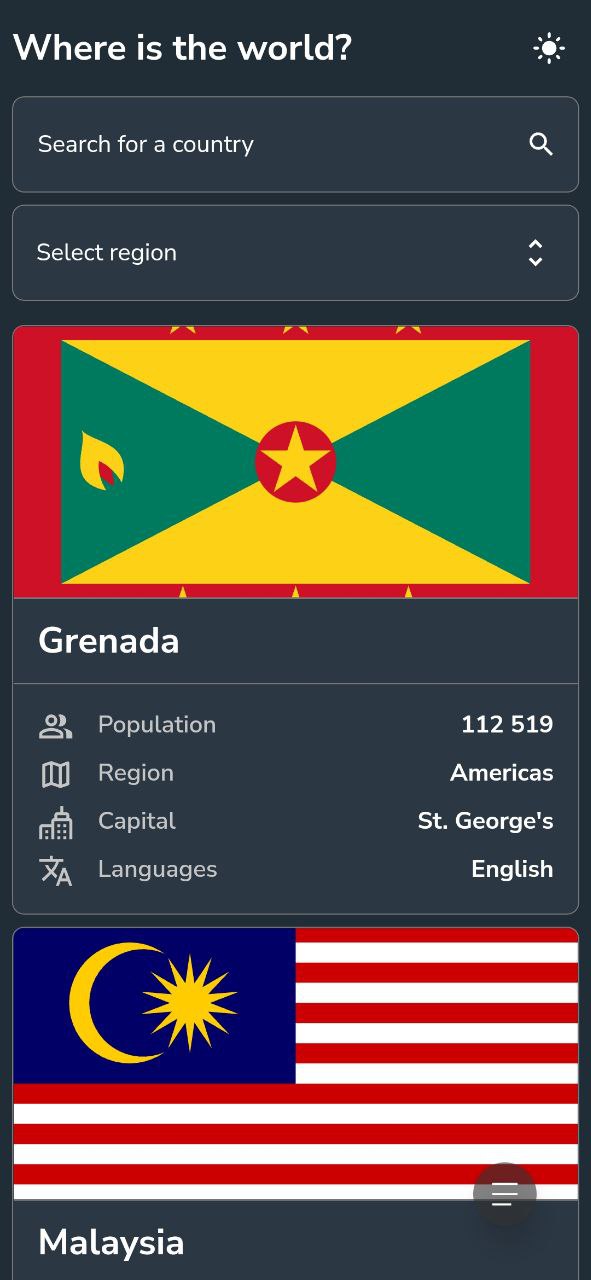 Where is the world?
Search for a country
Select region
Grenada
Population 112 519
Region Americas
Capital St. George's
Languages English
Malaysia